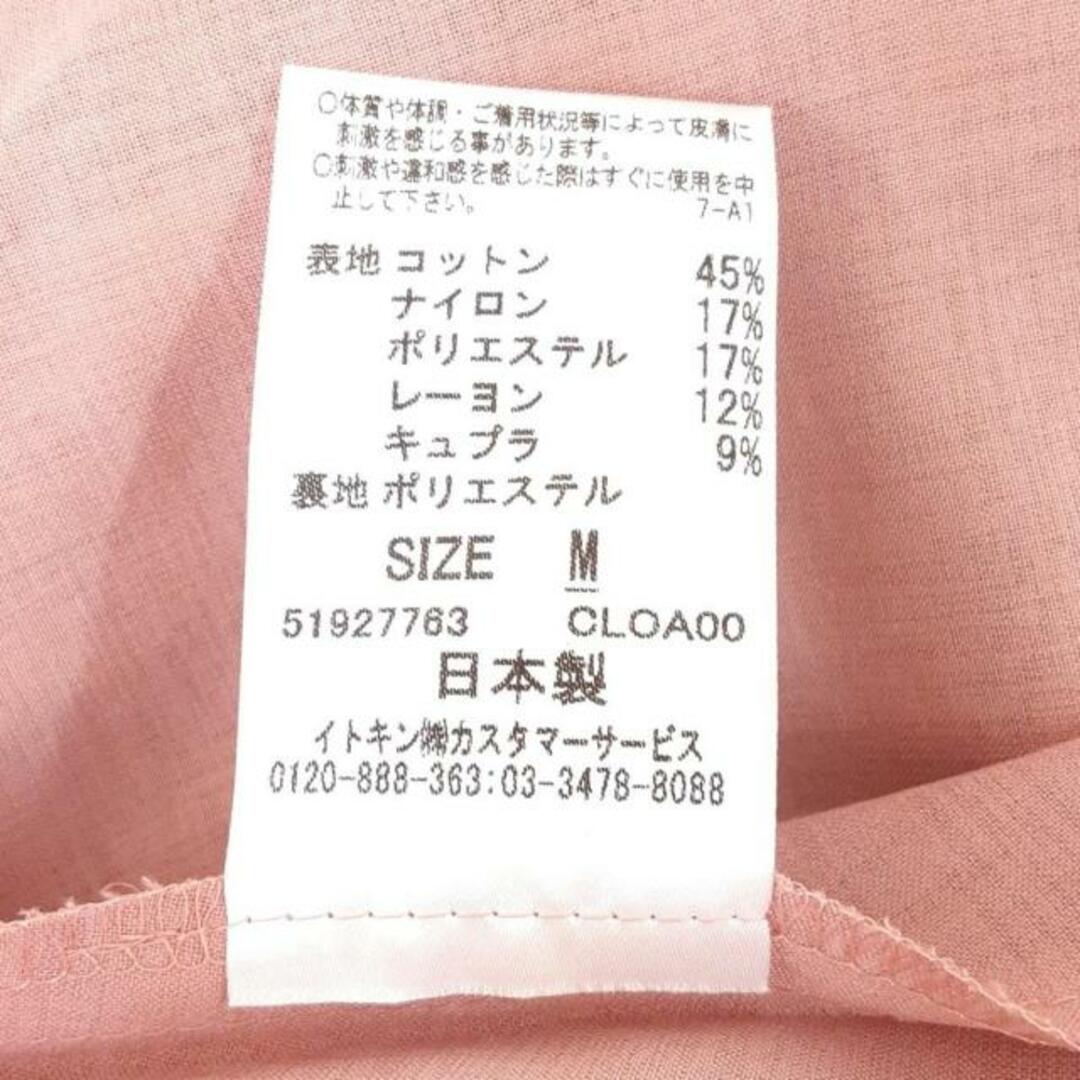 ○体質や体調・ご着用状況等によって皮膚に
刺激を感じる事があります。
○刺激や違和感を感じた際はすぐに使用を中
止して下さい。 7-A1
表地 コットン 45%
ナイロン 17%
ポリエステル 17%
レーヨン 12%
キュプラ 9%
裏地 ポリエステル
SIZE M
51927763 CLOA00
日本製
イトキン㈱カスタマーサービス
0120-888-363:03-3478-8088